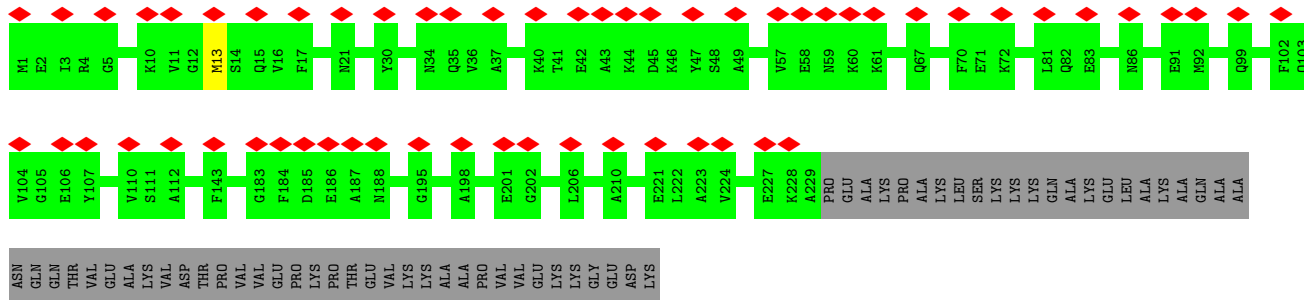 M1 E2 I3 R4 G5 K10 V11 G12 M13 S14 Q15 V16 F17 N21 Y30 N34 Q35 V36 A37 K40 T41 E42 A43 K44 D45 K46 Y47 S48 A49 V57 E58 N59 K60 K61 Q67 F70 E71 K72 L81 Q82 E83 N86 E91 M92 Q99 F102 Q103
V104 G105 E106 Y107 V110 S111 A112 F143 G183 F184 D185 E186 A187 N188 G195 A198 E201 G202 L206 A210 E221 L222 A223 V224 E227 K228 A229 PRO GLU ALA LYS PRO ALA LYS LEU SER LYS LYS LYS GLN ALA LYS GLU LEU ALA LYS ALA GLN ALA ALA
ASN GLN GLN THR VAL GLU ALA LYS VAL ASP THR PRO VAL VAL GLU PRO LYS PRO THR GLU VAL LYS LYS ALA ALA PRO VAL VAL GLU LYS LYS GLY GLU ASP LYS